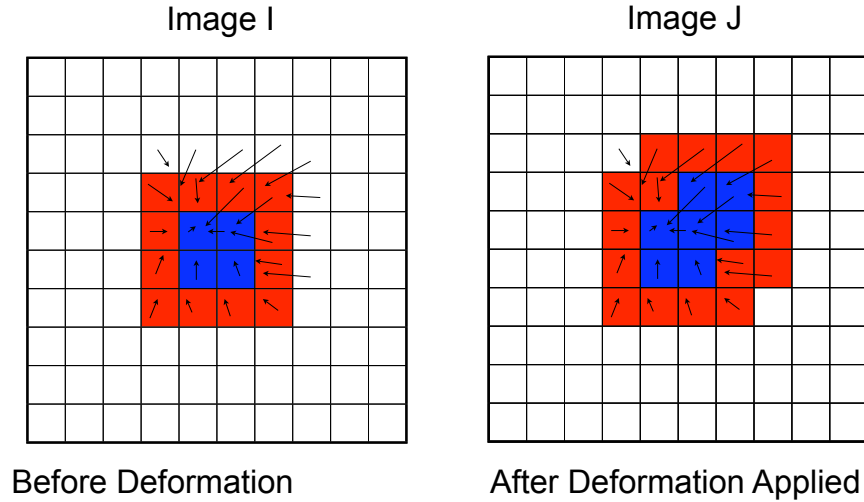 Image I
Image J
Before Deformation
After Deformation Applied